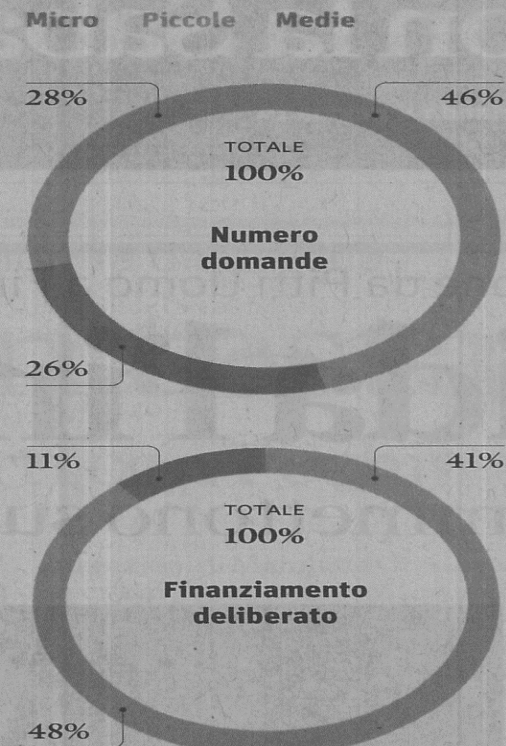 Micro Piccole Medie
28% 46%
TOTALE
100%
Numero
domande
26%
11% 41%
TOTALE
100%
Finanziamento
deliberato
48%